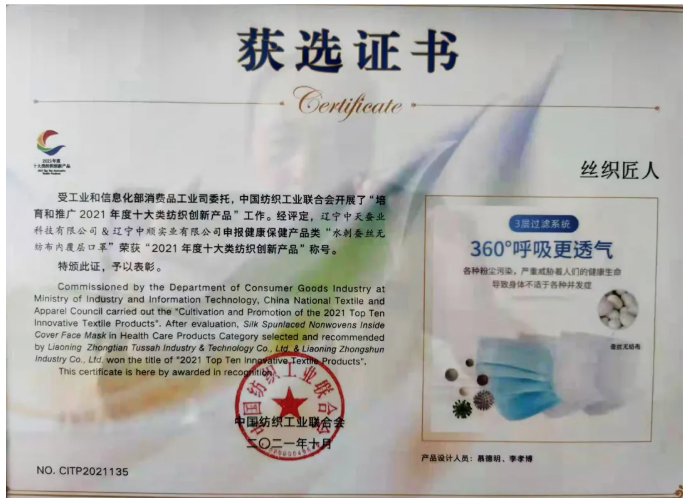 获选证书
Certificate
2021年度
十大类纺织创新产品
丝织匠人
受工业和信息化部消费品工业司委托，中国纺织工业联合会开展了“培
育和推广2021年度十大类纺织创新产品”工作。经评定，辽宁中天蚕业
科技有限公司&辽宁中顺实业有限公司申报健康保健产品类“水刺蚕丝无
纺布内覆层口罩”荣获“2021年度十大类纺织创新产品”称号。
特颁此证，予以表彰。
Commissioned by the Department of Consumer Goods Industry at
Ministry of Industry and Information Technology, China National Textile and
Apparel Council carried out the "Cultivation and Promotion of the 2021 Top Ten
Innovative Textile Products". After evaluation, Silk Spunlaced Nonwovens Inside
Cover Face Mask in Health Care Products Category selected and recommended
by Liaoning Zhongtian Tussah Industry & Technology Co., Ltd. & Liaoning Zhongshun
Industry Co., Ltd. won the title of "2021 Top Ten Innovative Textile Products".
This certificate is here by awarded in recognition.
中国纺织工业联合会
中国纺织工业联合会
二〇二一年十月
NO. CITP2021135
3层过滤系统
360°呼吸更透气
各种粉尘污染，严重威胁着人们的健康生命
导致身体不适于各种并发症
蚕丝无纺布
产品设计人员：慕德明、李孝博